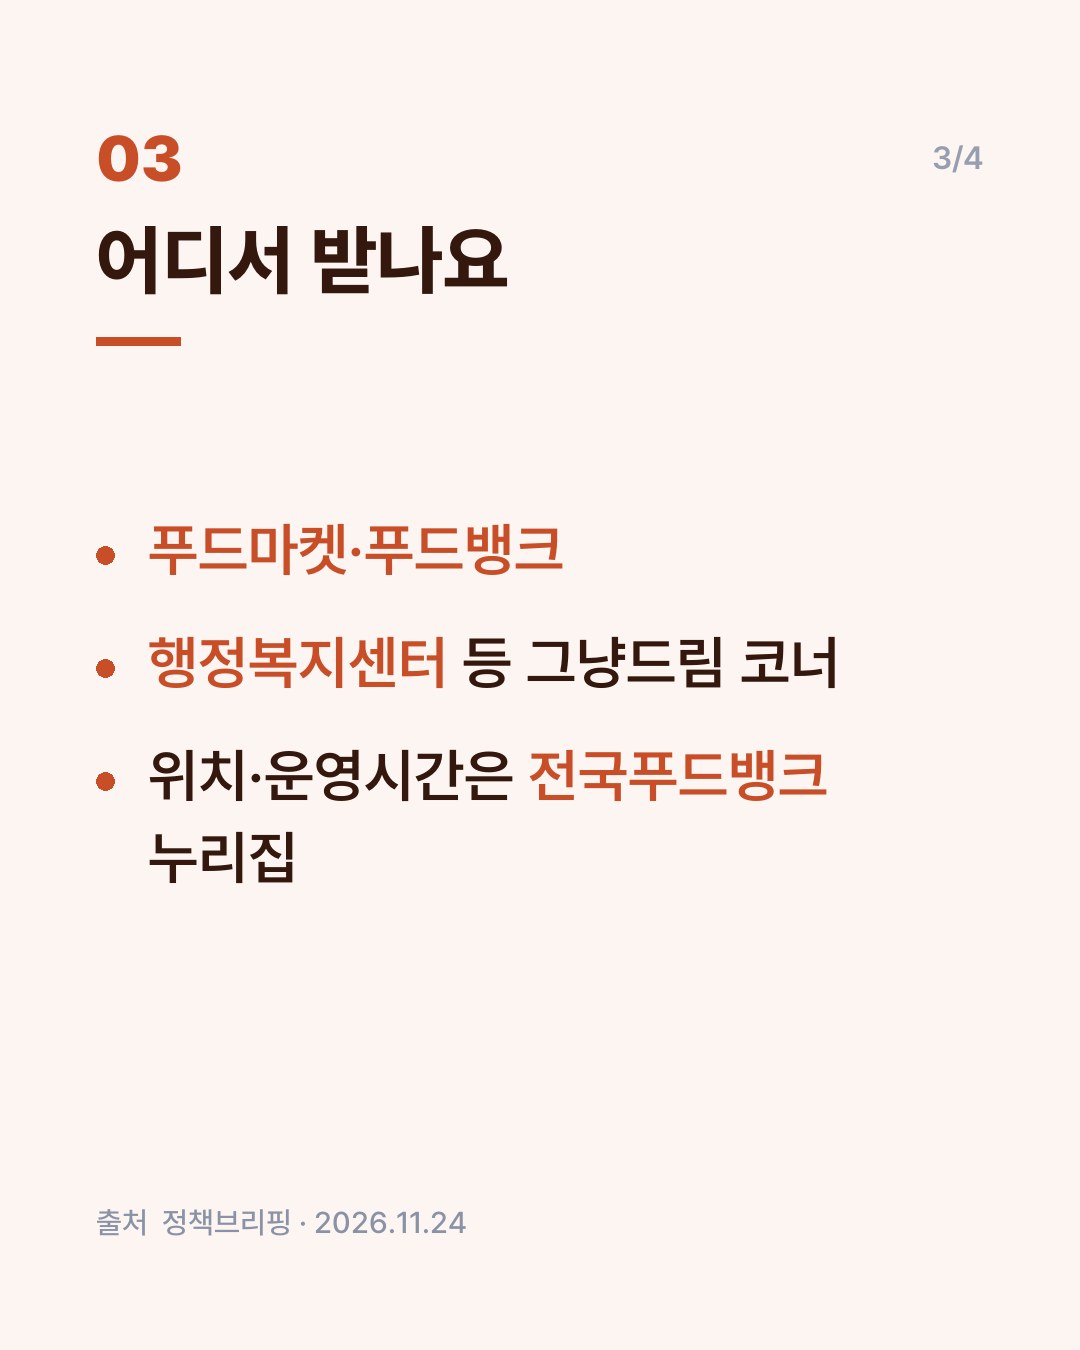 03
3/4
어디서 받나요
• 푸드마켓·푸드뱅크
• 행정복지센터 등 그냥드림 코너
• 위치·운영시간은 전국푸드뱅크
누리집
출처 정책브리핑 · 2026.11.24